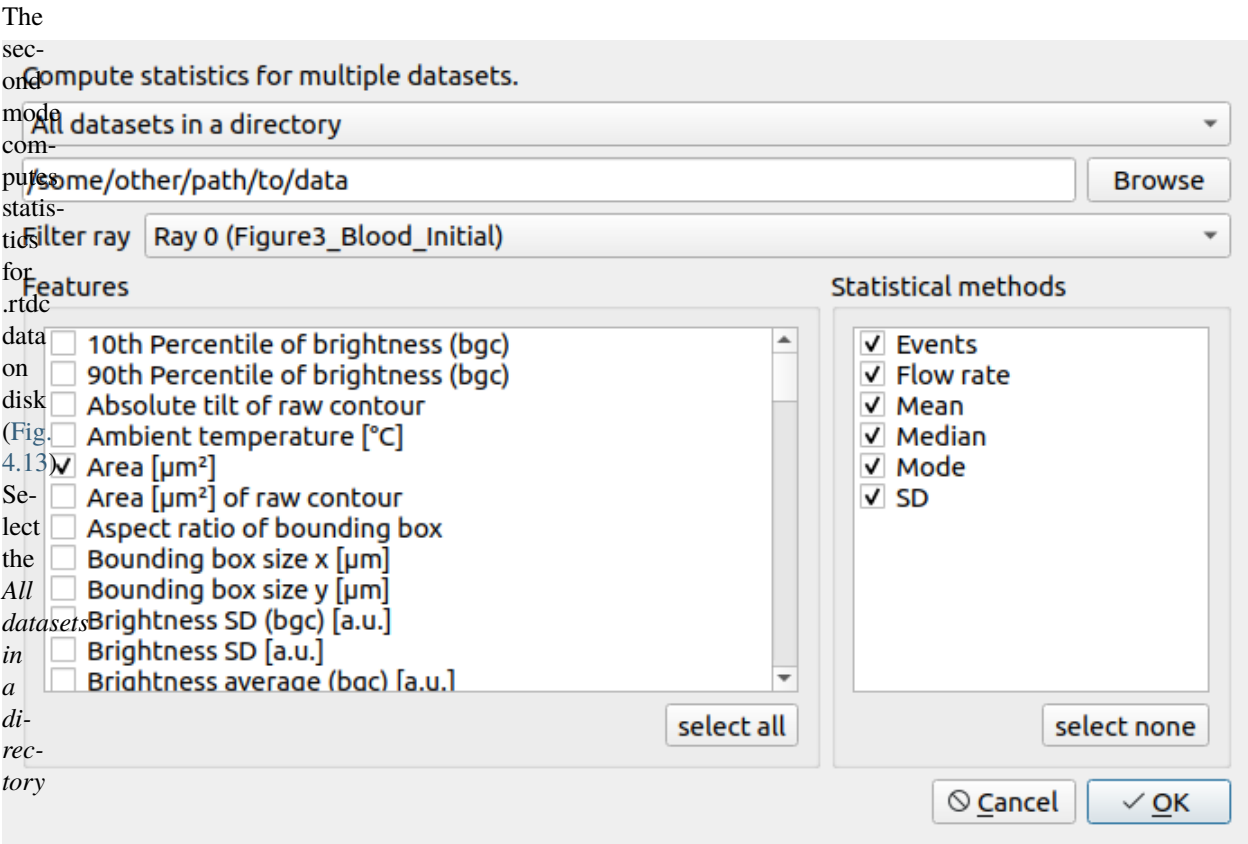 The
sec-
ond
mode
com-
putes
statis-
tics
for
.rtdc
data
on
disk
(Fig.
4.13)
Se-
lect
the
All
datasets
in
a
di-
rec-
tory
Compute statistics for multiple datasets.
All datasets in a directory
/some/other/path/to/data
Browse
Filter ray
Ray 0 (Figure3_Blood_Initial)
Features
10th Percentile of brightness (bgc)
90th Percentile of brightness (bgc)
Absolute tilt of raw contour
Ambient temperature [°C]
Area [µm²]
Area [µm²] of raw contour
Aspect ratio of bounding box
Bounding box size x [µm]
Bounding box size y [µm]
Brightness SD (bgc) [a.u.]
Brightness SD [a.u.]
Brightness average (bgc) [a.u.]
select all
Statistical methods
Events
Flow rate
Mean
Median
Mode
SD
select none
Cancel
OK